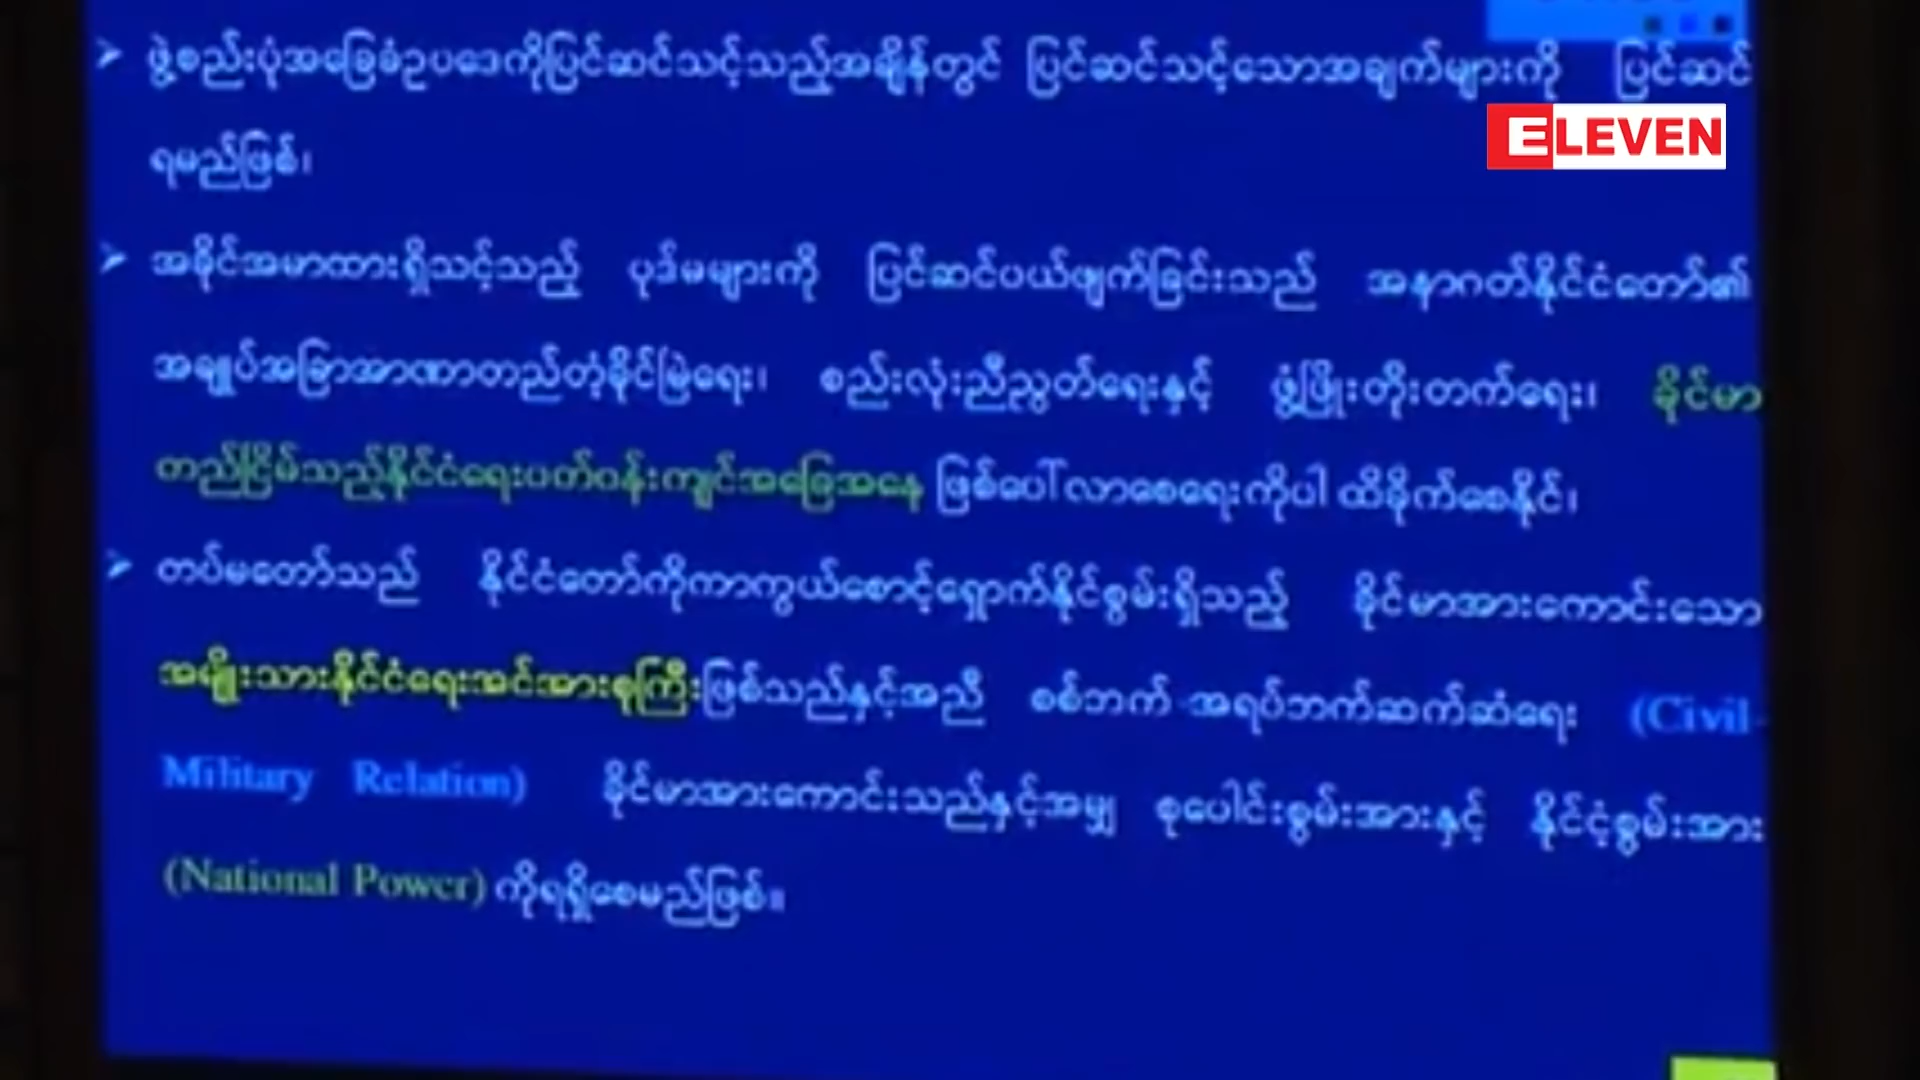 ➢ ဖွဲ့စည်းပုံအခြေခံဥပဒေကိုပြင်ဆင်သင့်သည့်အချိန်တွင် ပြင်ဆင်သင့်သောအချက်များကို ပြင်ဆင်
ELEVEN
ရမည်ဖြစ်၊
➢ အခိုင်အမာထားရှိသင့်သည့် ပုဒ်မများကို ပြင်ဆင်ပယ်ဖျက်ခြင်းသည် အနာဂတ်နိုင်ငံတော်၏
အချုပ်အခြာအာဏာတည်တံ့ခိုင်မြဲရေး၊ စည်းလုံးညီညွတ်ရေးနှင့် ဖွံ့ဖြိုးတိုးတက်ရေး၊ ခိုင်မာ
တည်ငြိမ်သည့်နိုင်ငံရေးပတ်ဝန်းကျင်အခြေအနေ ဖြစ်ပေါ်လာစေရေးကိုပါ ထိခိုက်စေနိုင်၊
➢ တပ်မတော်သည် နိုင်ငံတော်ကိုကာကွယ်စောင့်ရှောက်နိုင်စွမ်းရှိသည့် ခိုင်မာအားကောင်းသော
အမျိုးသားနိုင်ငံရေးအင်အားစုကြီးဖြစ်သည်နှင့်အညီ စစ်ဘက်-အရပ်ဘက်ဆက်ဆံရေး (Civil-
Military Relation) ခိုင်မာအားကောင်းသည်နှင့်အမျှ စုပေါင်းစွမ်းအားနှင့် နိုင်ငံ့စွမ်းအား
(National Power) ကိုရရှိစေမည်ဖြစ်။